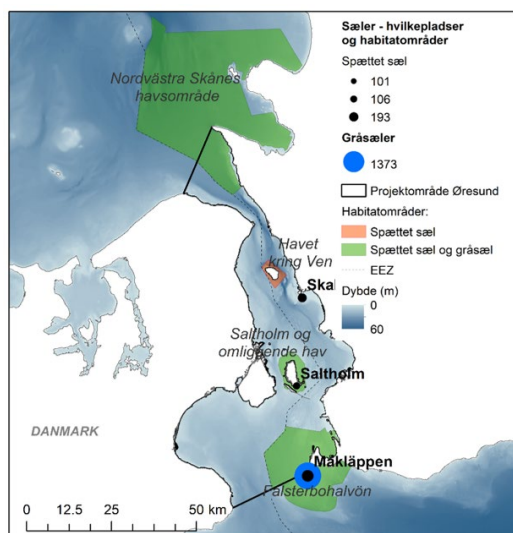 Sæler - hvilkepladser
og habitatområder
Spættet sæl
101
106
193
Gråsæler
1373
Projektområde Øresund
Habitatområder:
Spættet sæl
Spættet sæl og gråsæl
EEZ
Dybde (m)
0
60
Nordvästra Skånes
havsområde
Havet
kring Ven
Skal
Saltholm og
omliggende hav
Saltholm
DANMARK
Måkläppen
Falsterbohalvön
0 12.5 25 50 km